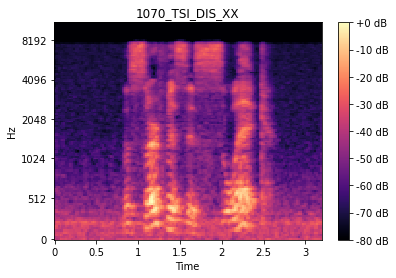 1070_TSI_DIS_XX
+0 dB
8192
-10 dB
4096
-20 dB
-30 dB
2048
-40 dB
Hz
1024
-50 dB
512
-60 dB
-70 dB
0
-80 dB
0 0.5 1 1.5 2 2.5 3
Time